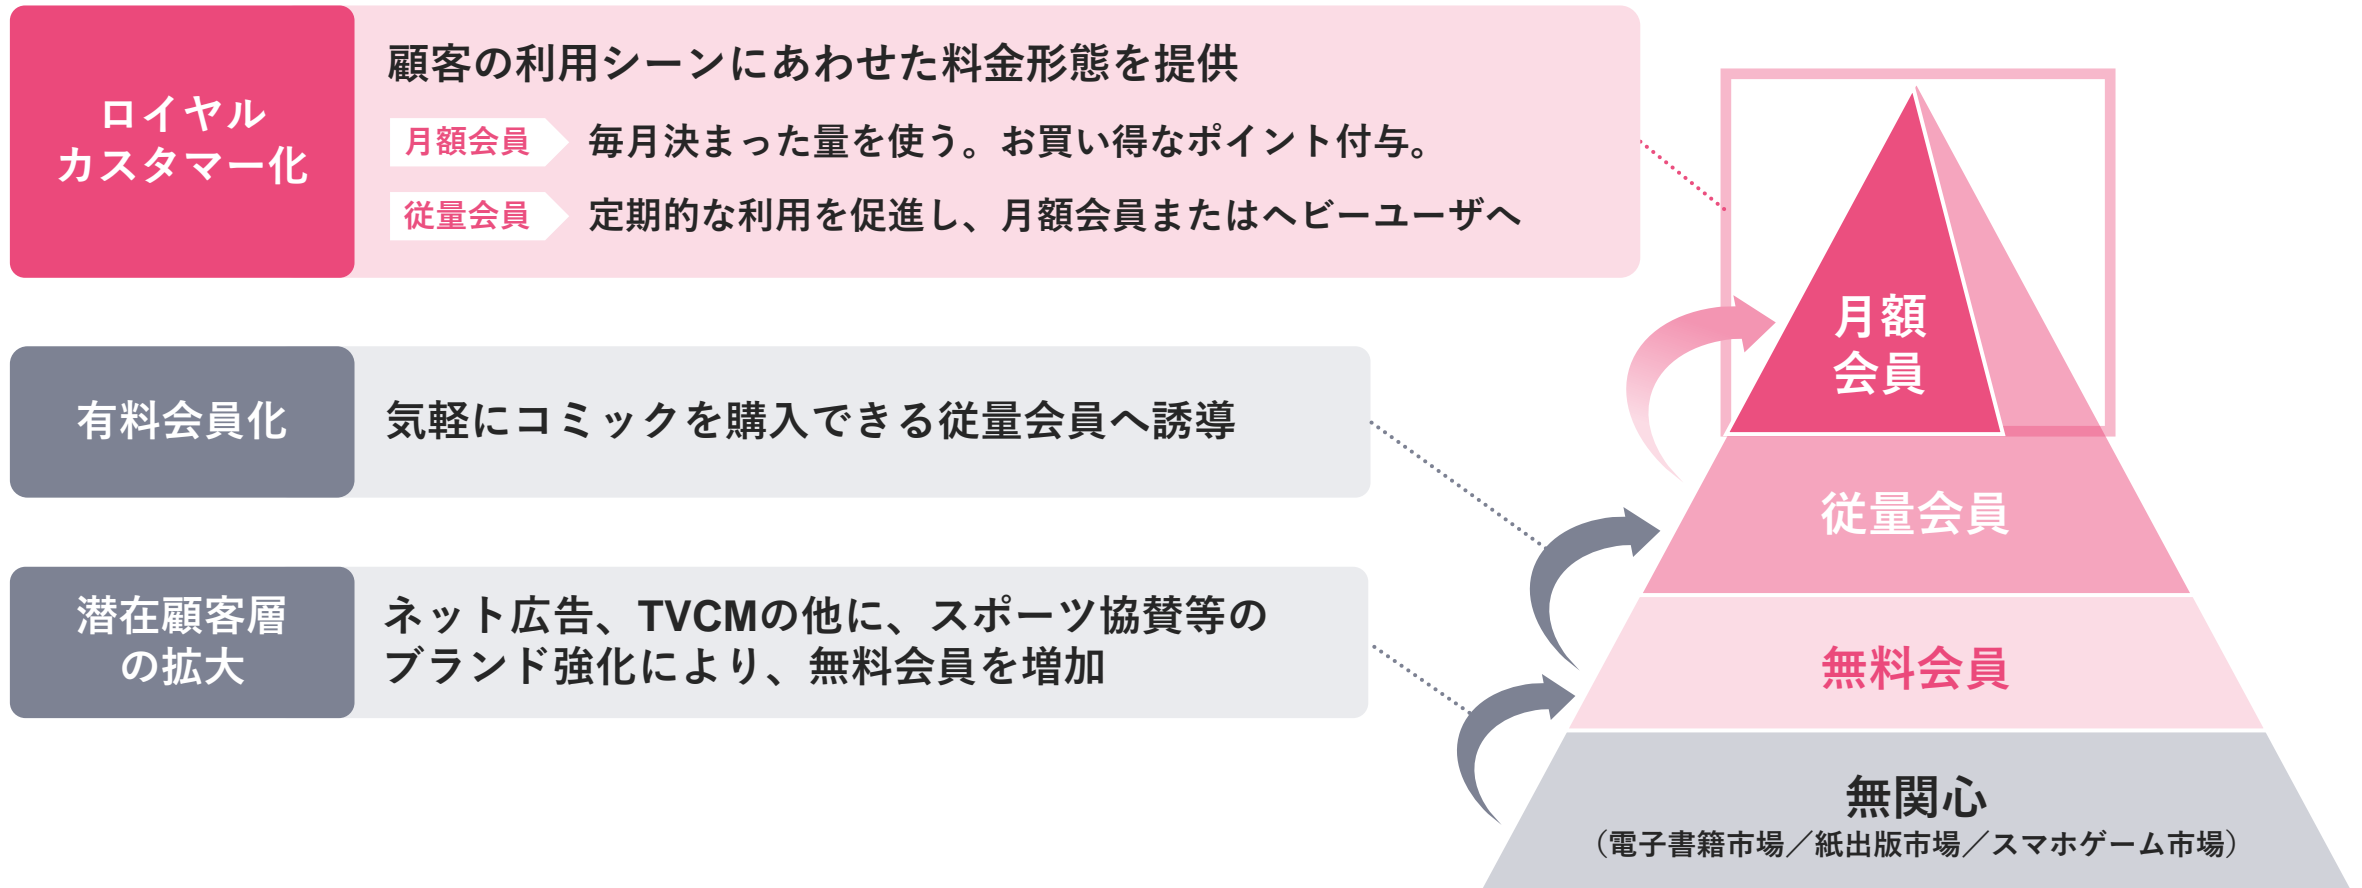 ロイヤル
カスタマー化
顧客の利用シーンにあわせた料金形態を提供
月額会員
毎月決まった量を使う。お買い得なポイント付与。
従量会員
定期的な利用を促進し、月額会員またはヘビーユーザへ
有料会員化
気軽にコミックを購入できる従量会員へ誘導
潜在顧客層
の拡大
ネット広告、TVCMの他に、スポーツ協賛等の
ブランド強化により、無料会員を増加
月額
会員
従量会員
無料会員
無関心
（電子書籍市場／紙出版市場／スマホゲーム市場）